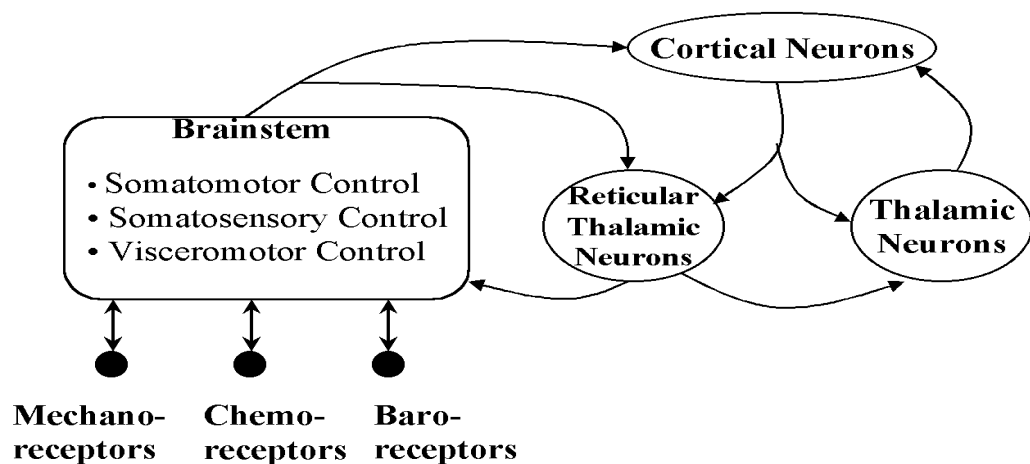 Cortical Neurons
Brainstem
• Somatomotor Control
• Somatosensory Control
• Visceromotor Control
Reticular
Thalamic
Neurons
Thalamic
Neurons
Mechano-
receptors
Chemo-
receptors
Baro-
receptors